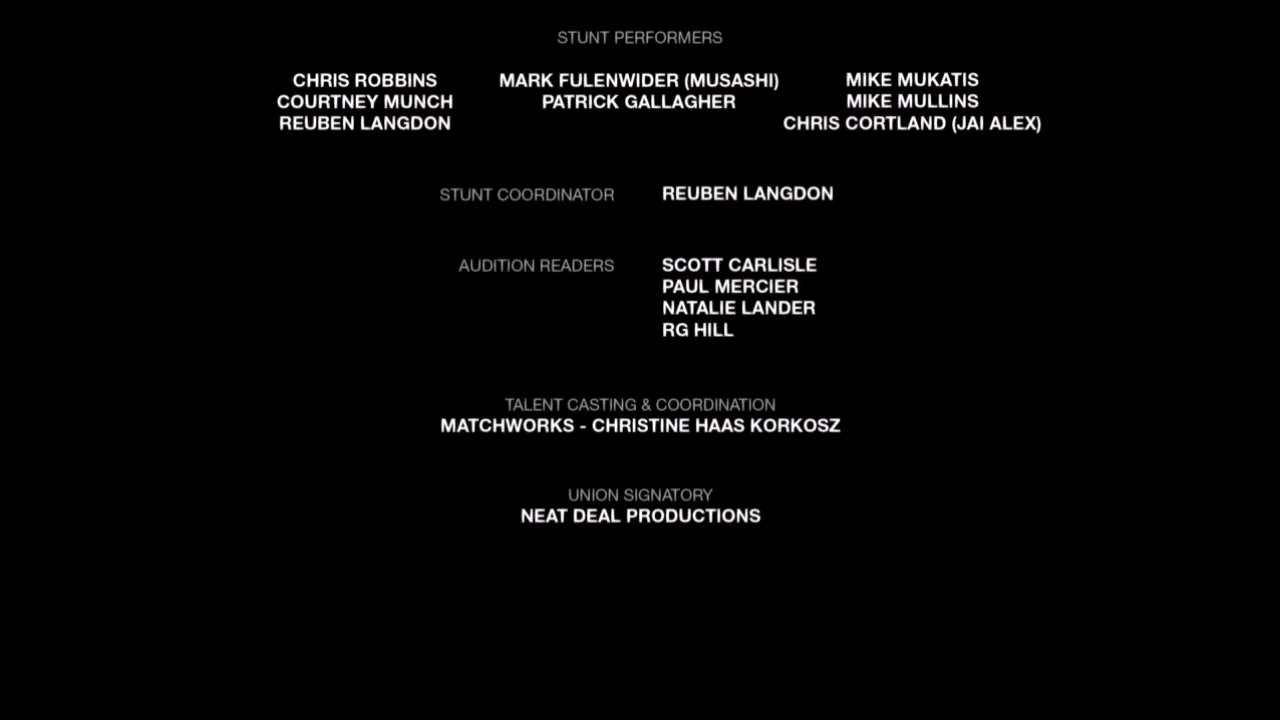 STUNT PERFORMERS
CHRIS ROBBINS MARK FULENWIDER (MUSASHI) MIKE MUKATIS
COURTNEY MUNCH PATRICK GALLAGHER MIKE MULLINS
REUBEN LANGDON CHRIS CORTLAND (JAI ALEX)
STUNT COORDINATOR REUBEN LANGDON
AUDITION READERS SCOTT CARLISLE
PAUL MERCIER
NATALIE LANDER
RG HILL
TALENT CASTING & COORDINATION
MATCHWORKS - CHRISTINE HAAS KORKOSZ
UNION SIGNATORY
NEAT DEAL PRODUCTIONS